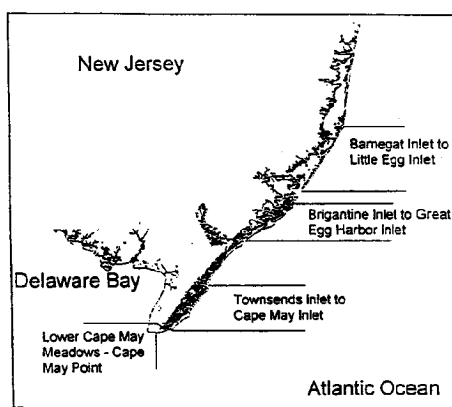 New Jersey
Barnegat Inlet to
Little Egg Inlet
Brigantine Inlet to Great
Egg Harbor Inlet
Delaware Bay
Townsends Inlet to
Cape May Inlet
Lower Cape May
Meadows - Cape
May Point
Atlantic Ocean